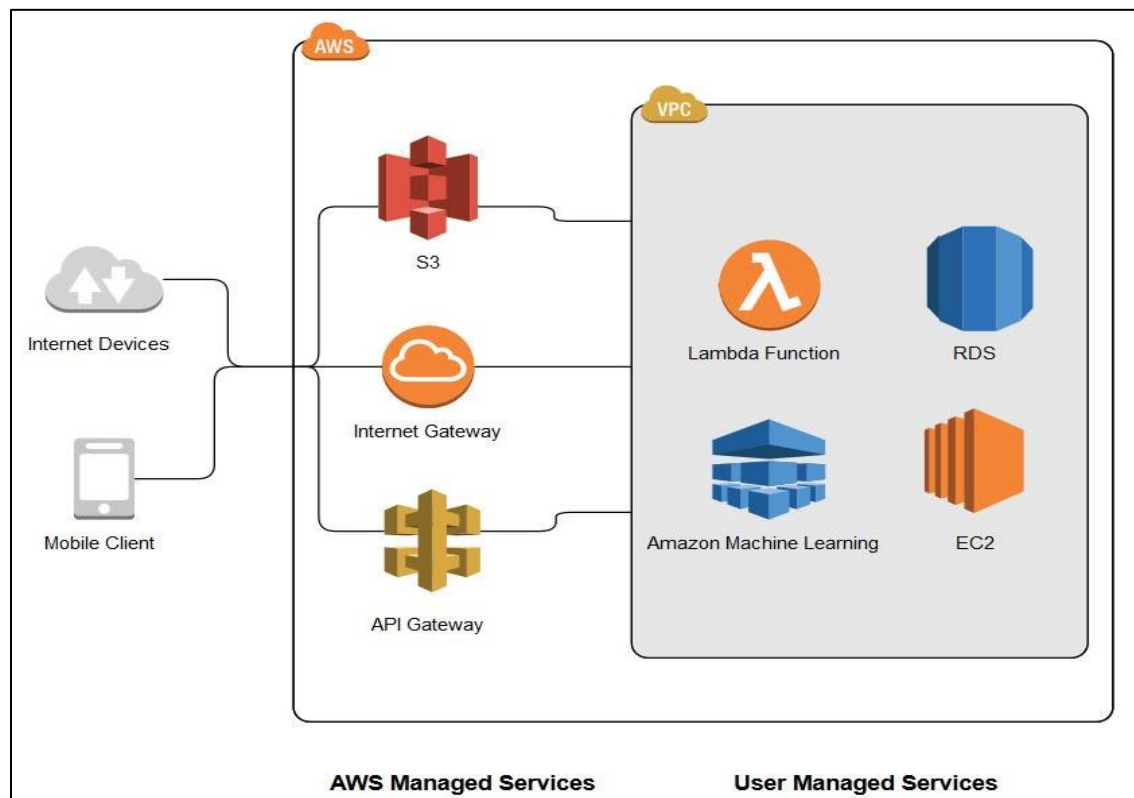 AWS
VPC
S3
Internet Devices
Lambda Function
RDS
Internet Gateway
Mobile Client
Amazon Machine Learning
EC2
API Gateway
AWS Managed Services
User Managed Services